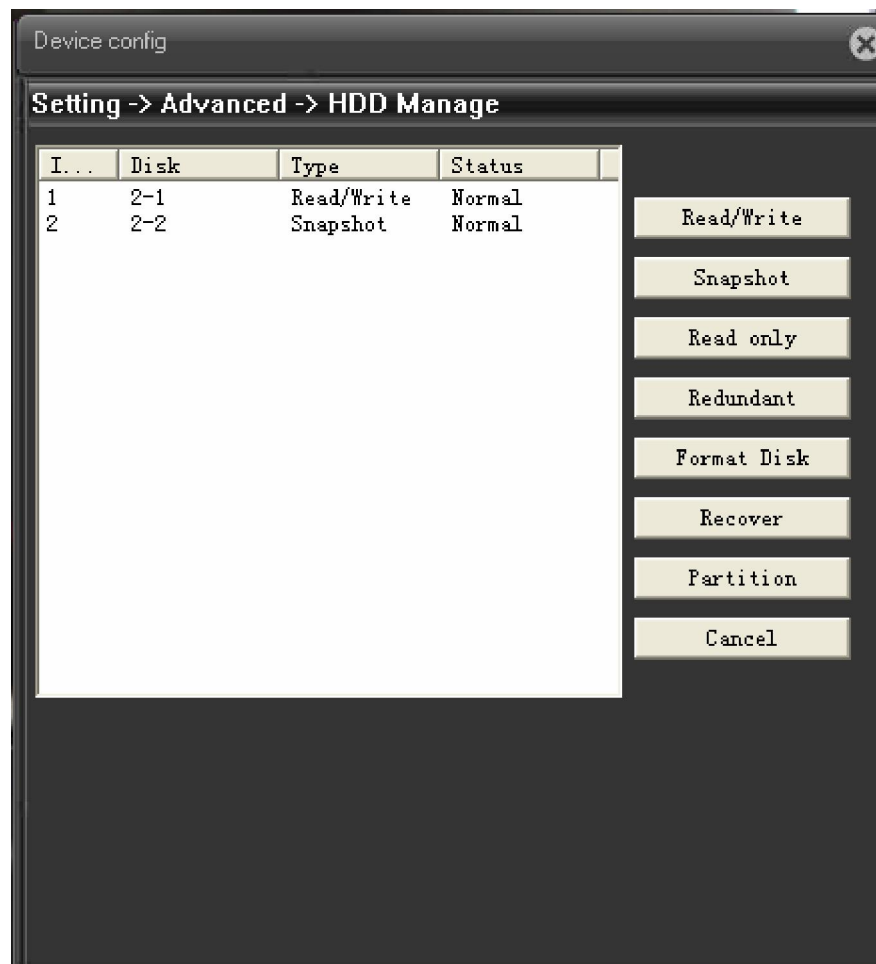 Device config
Setting -> Advanced -> HDD Manage
I... Disk Type Status
1 2-1 Read/Write Normal
2 2-2 Snapshot Normal
Read/Write
Snapshot
Read only
Redundant
Format Disk
Recover
Partition
Cancel